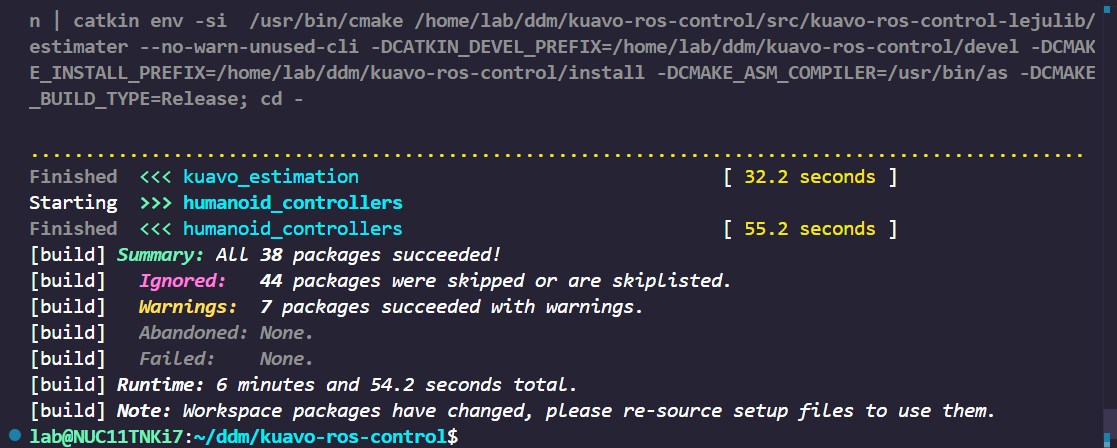 n | catkin env -si  /usr/bin/cmake /home/lab/ddm/kuavo-ros-control/src/kuavo-ros-control-lejulib/
estimater --no-warn-unused-cli -DCATKIN_DEVEL_PREFIX=/home/lab/ddm/kuavo-ros-control/devel -DCMAK
E_INSTALL_PREFIX=/home/lab/ddm/kuavo-ros-control/install -DCMAKE_ASM_COMPILER=/usr/bin/as -DCMAKE
_BUILD_TYPE=Release; cd -
................................................................................................
Finished  <<< kuavo_estimation                                 [ 32.2 seconds ]
Starting  >>> humanoid_controllers
Finished  <<< humanoid_controllers                             [ 55.2 seconds ]
[build] Summary: All 38 packages succeeded!
[build]   Ignored:   44 packages were skipped or are skiplisted.
[build]   Warnings:  7 packages succeeded with warnings.
[build]   Abandoned: None.
[build]   Failed:    None.
[build] Runtime: 6 minutes and 54.2 seconds total.
[build] Note: Workspace packages have changed, please re-source setup files to use them.
lab@NUC11TNKi7:~/ddm/kuavo-ros-control$